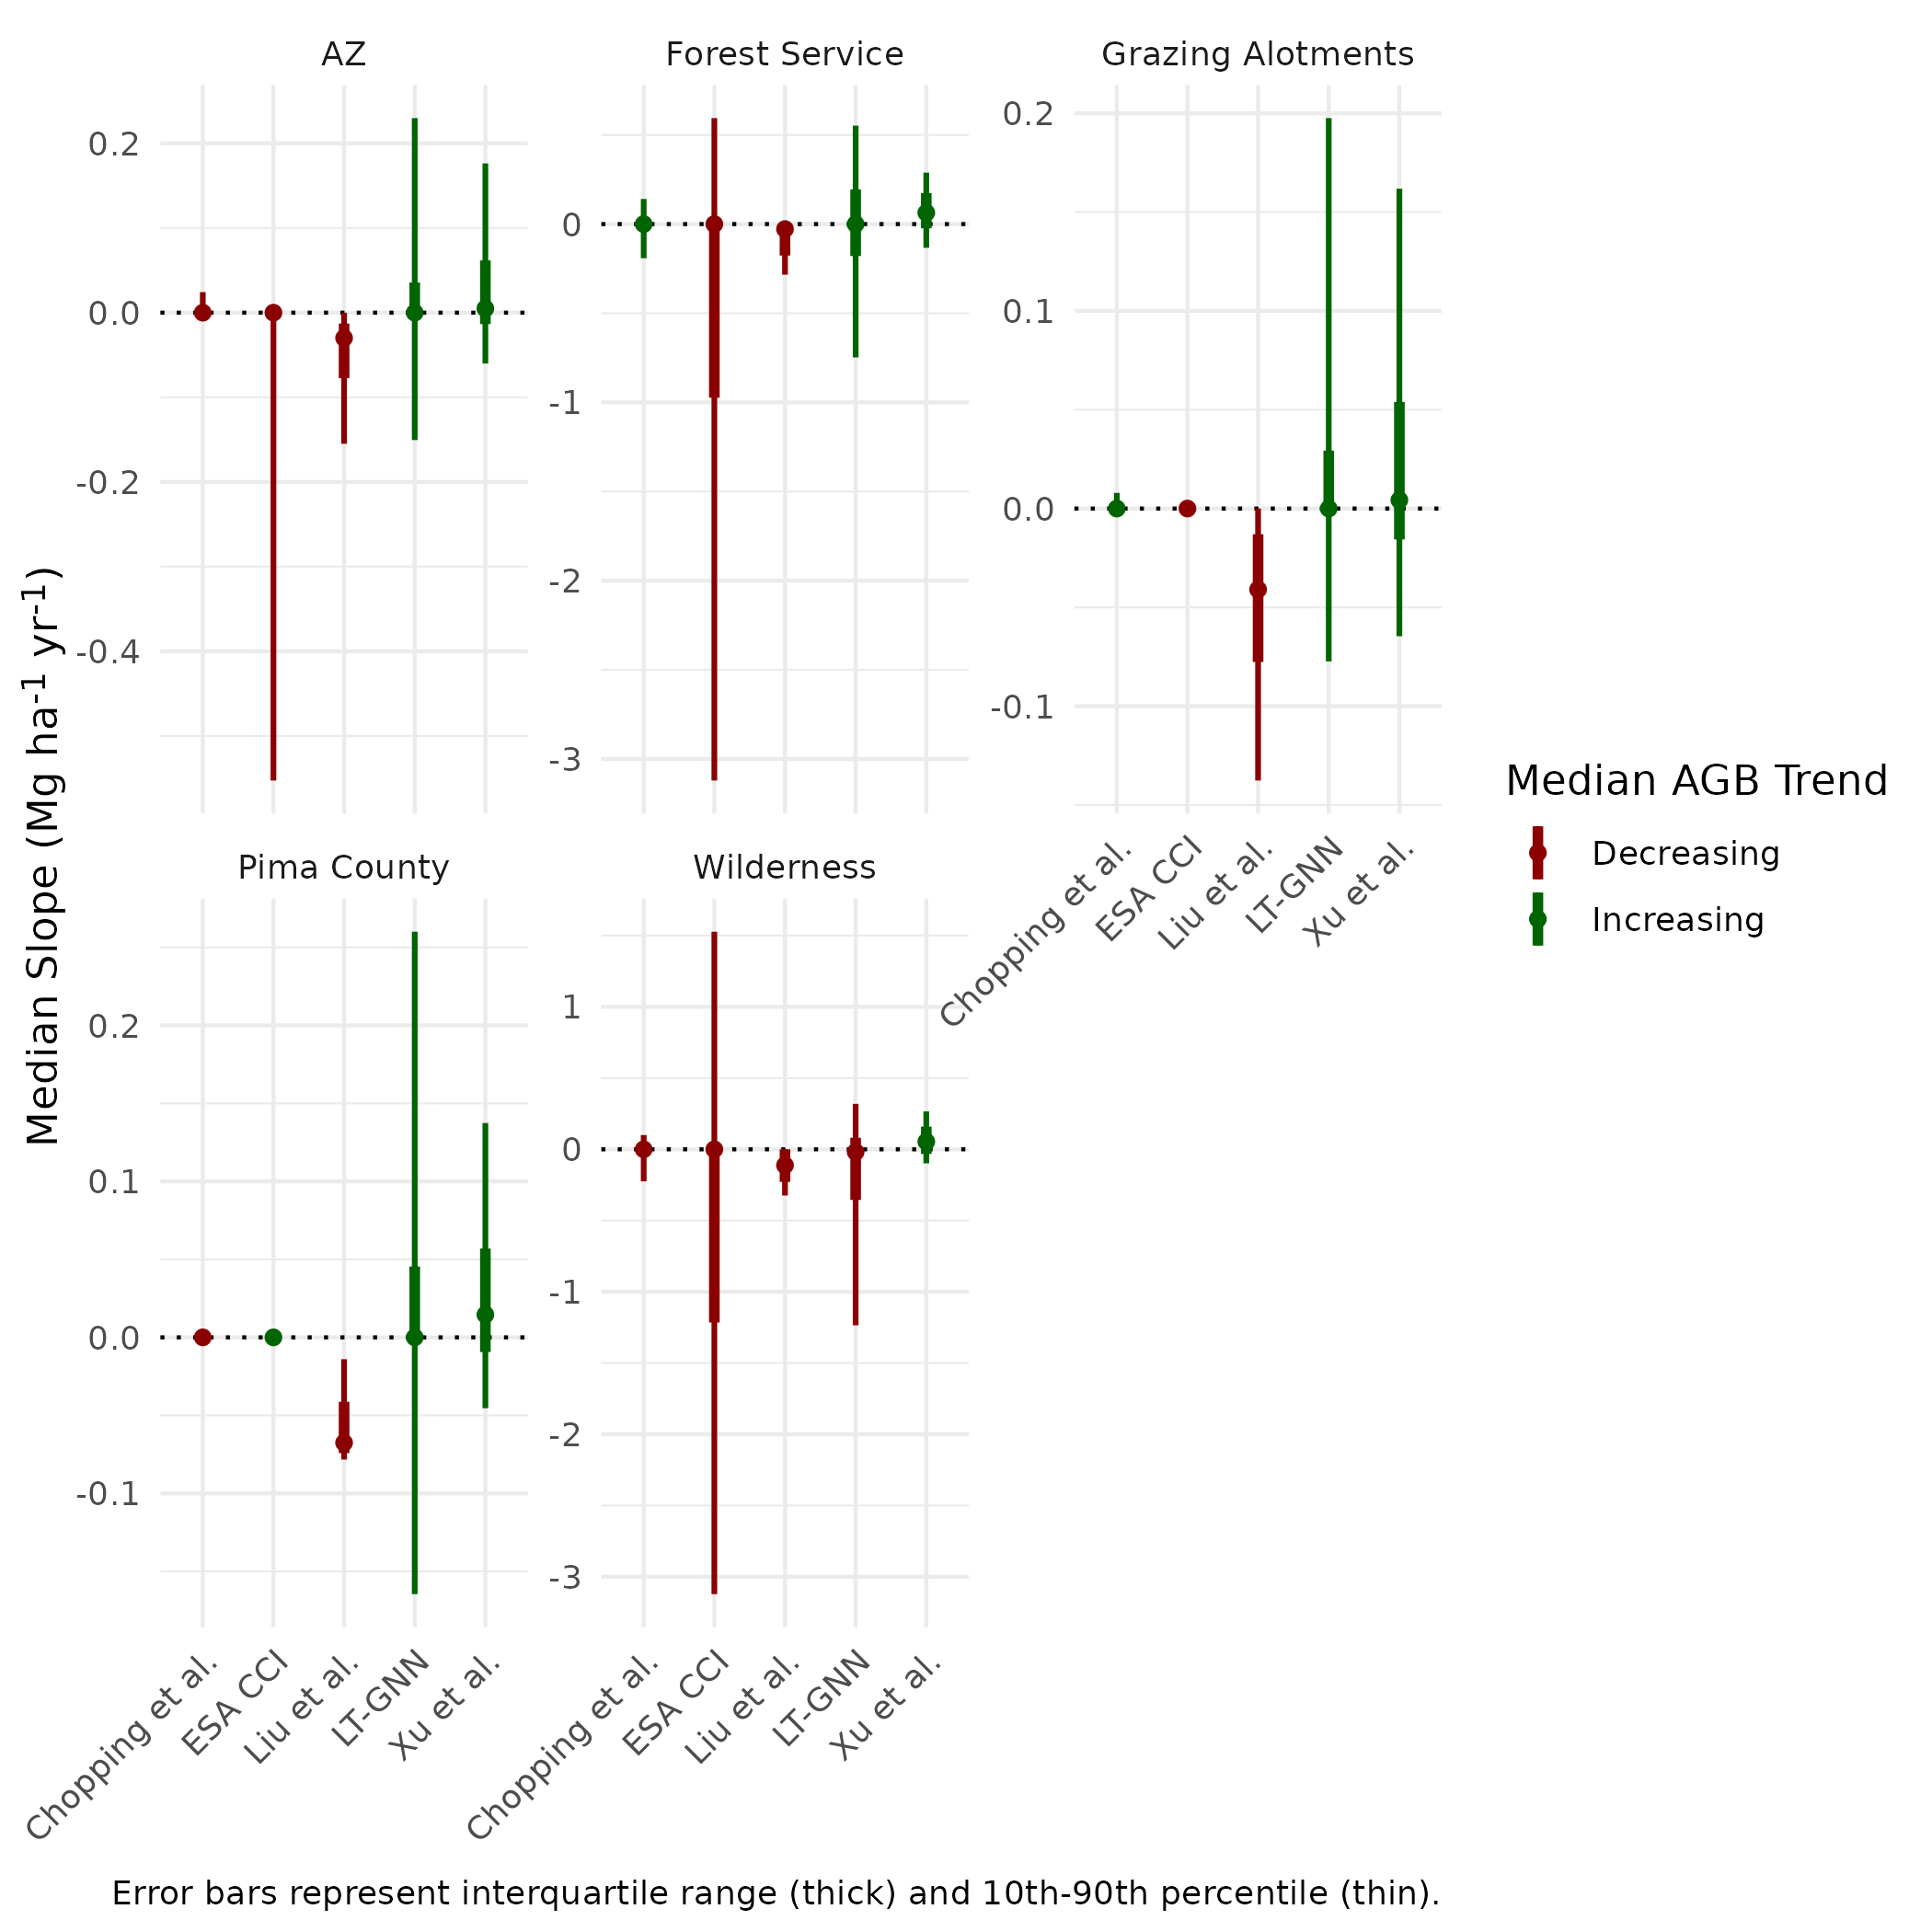 AZ
Forest Service
Grazing Alotments
0.2
0.0
-0.2
-0.4
0
-1
-2
-3
0.2
0.1
0.0
-0.1
Chopping et al.
ESA CCI
Liu et al.
LT-GNN
Xu et al.
Median Slope (Mg ha-1 yr-1)
Pima County
Wilderness
0.2
0.1
0.0
-0.1
1
0
-1
-2
-3
Chopping et al.
ESA CCI
Liu et al.
LT-GNN
Xu et al.
Chopping et al.
ESA CCI
Liu et al.
LT-GNN
Xu et al.
Median AGB Trend
Decreasing
Increasing
Error bars represent interquartile range (thick) and 10th-90th percentile (thin).